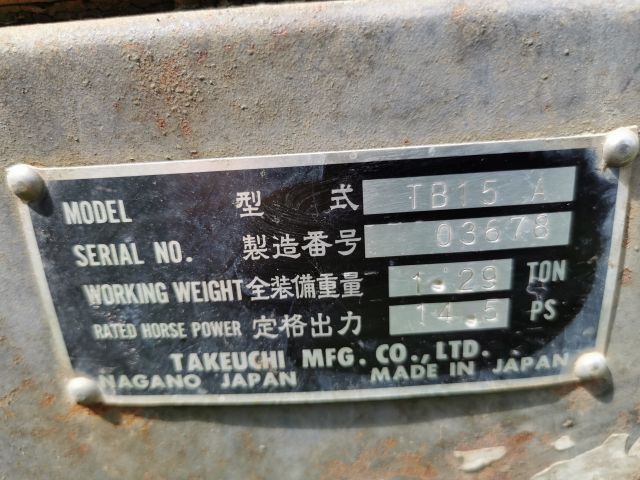 MODEL 型 式 TB15 A
SERIAL NO. 製造番号 03678
WORKING WEIGHT 全装備重量 1.29 TON
RATED HORSE POWER 定格出力 14.5 PS
TAKEUCHI MFG. CO., LTD.
NAGANO JAPAN MADE IN JAPAN